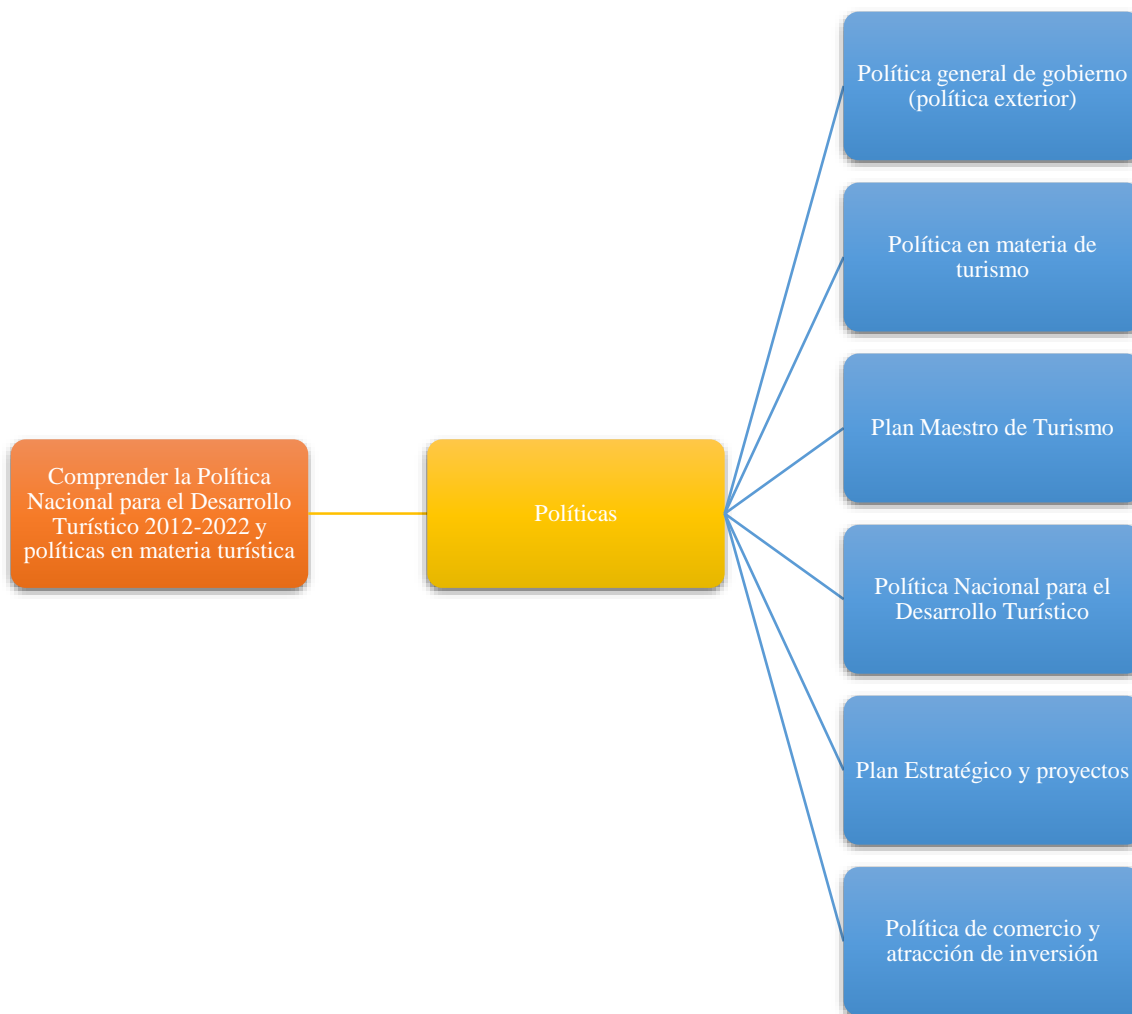 Comprender la Política
Nacional para el Desarrollo
Turístico 2012-2022 y
políticas en materia turística
Políticas
Política general de gobierno
(política exterior)
Política en materia de
turismo
Plan Maestro de Turismo
Política Nacional para el
Desarrollo Turístico
Plan Estratégico y proyectos
Política de comercio y
atracción de inversión